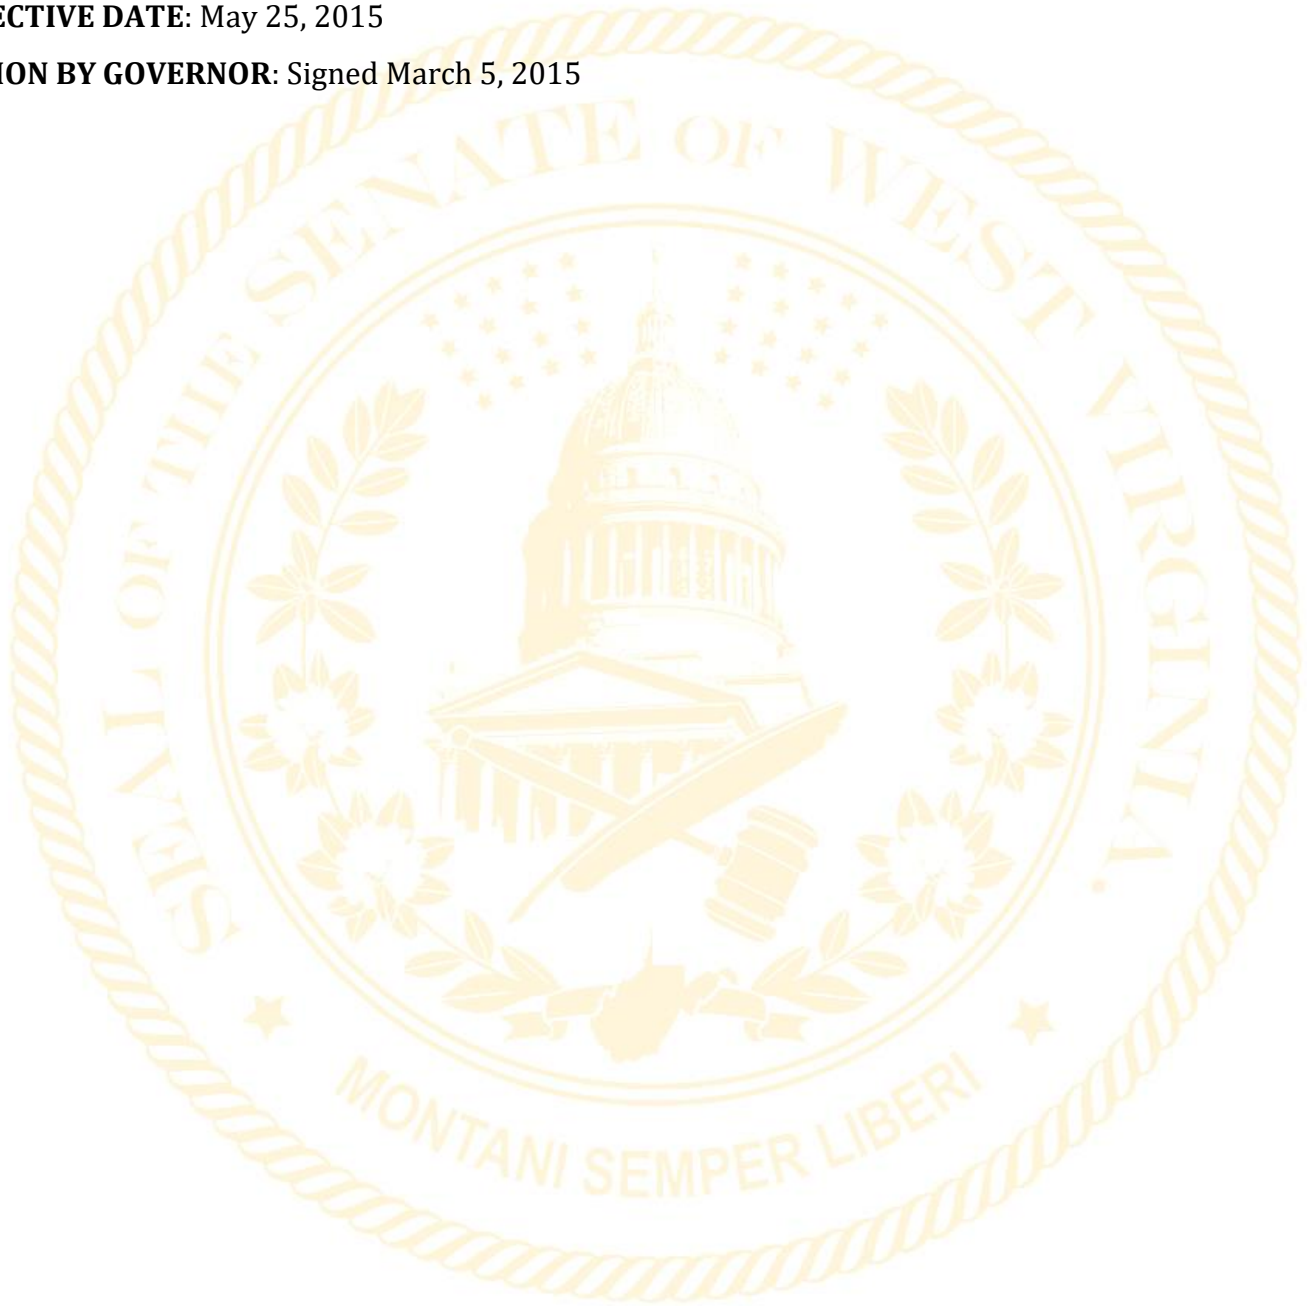 ECTIVE DATE: May 25, 2015
ION BY GOVERNOR: Signed March 5, 2015
SEAL OF THE SENATE OF WEST VIRGINIA.
MONTANI SEMPER LIBERI